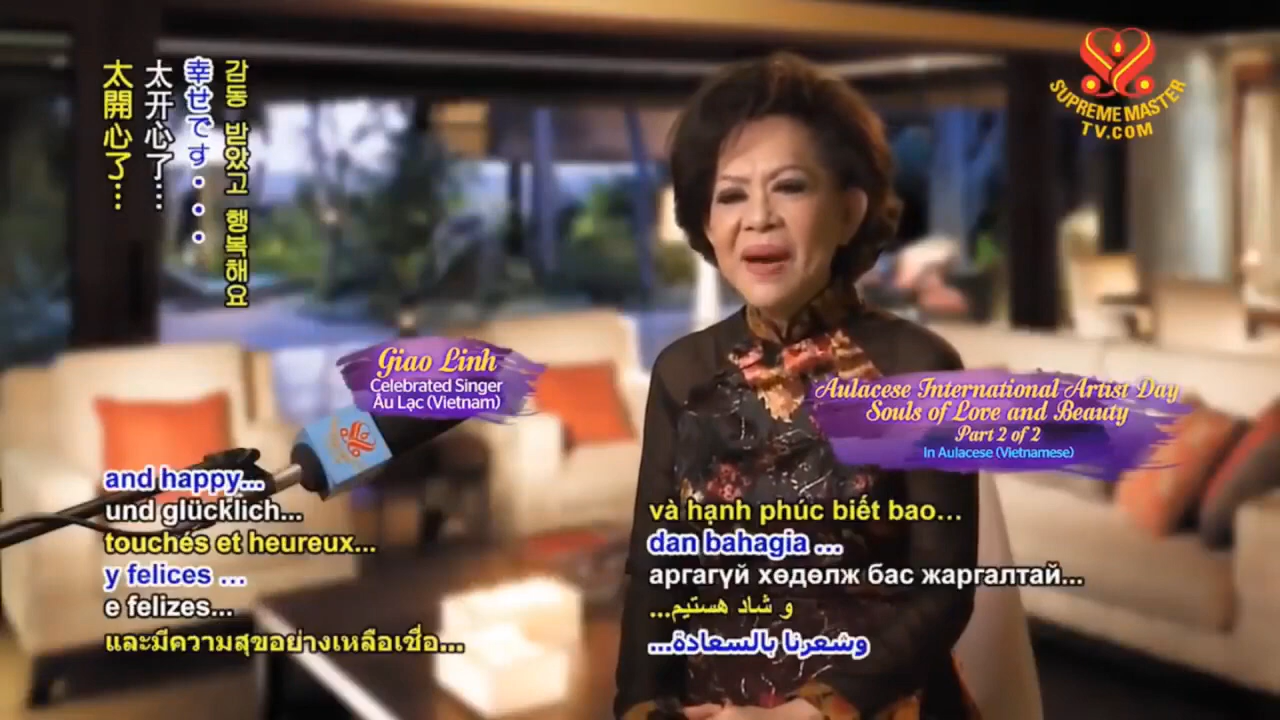 太開心了…
太开心了…
幸せです・・・
감동 받았고 행복해요
SUPREME MASTER
TV.COM
Giao Linh
Celebrated Singer
Âu Lạc (Vietnam)
Aulacese International Artist Day
Souls of Love and Beauty
Part 2 of 2
In Aulacese (Vietnamese)
and happy...
und glücklich...
touchés et heureux...
y felices ...
e felizes...
และมีความสุขอย่างเหลือเชื่อ...
và hạnh phúc biết bao...
dan bahagia ...
аргагүй хөдөлж бас жаргалтай...
و شاد هستیم...
وشعرنا بالسعادة...